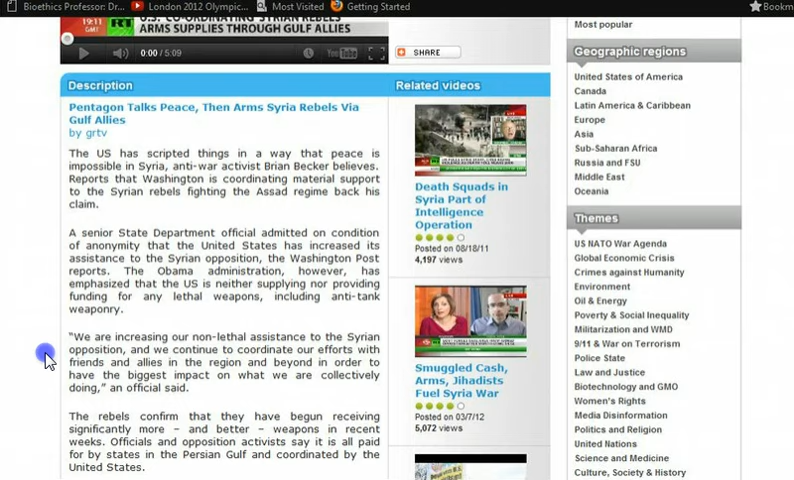 Bioethics Professor: Dr...
London 2012 Olympic...
Most Visited
Getting Started
Bookm
19:11
GMT
RT
U.S. CO-ORDINATING SYRIAN REBELS
ARMS SUPPLIES THROUGH GULF ALLIES
0:00 / 5:09
YouTube
SHARE
Description
Pentagon Talks Peace, Then Arms Syria Rebels Via
Gulf Allies
by grtv
The US has scripted things in a way that peace is
impossible in Syria, anti-war activist Brian Becker believes.
Reports that Washington is coordinating material support
to the Syrian rebels fighting the Assad regime back his
claim.
A senior State Department official admitted on condition
of anonymity that the United States has increased its
assistance to the Syrian opposition, the Washington Post
reports. The Obama administration, however, has
emphasized that the US is neither supplying nor providing
funding for any lethal weapons, including anti-tank
weaponry.
"We are increasing our non-lethal assistance to the Syrian
opposition, and we continue to coordinate our efforts with
friends and allies in the region and beyond in order to
have the biggest impact on what we are collectively
doing," an official said.
The rebels confirm that they have begun receiving
significantly more – and better – weapons in recent
weeks. Officials and opposition activists say it is all paid
for by states in the Persian Gulf and coordinated by the
United States.
Related videos
Death Squads in
Syria Part of
Intelligence
Operation
Posted on 08/18/11
4,197 views
Smuggled Cash,
Arms, Jihadists
Fuel Syria War
Posted on 03/7/12
5,072 views
Most popular
Geographic regions
United States of America
Canada
Latin America & Caribbean
Europe
Asia
Sub-Saharan Africa
Russia and FSU
Middle East
Oceania
Themes
US NATO War Agenda
Global Economic Crisis
Crimes against Humanity
Environment
Oil & Energy
Poverty & Social Inequality
Militarization and WMD
9/11 & War on Terrorism
Police State
Law and Justice
Biotechnology and GMO
Women's Rights
Media Disinformation
Politics and Religion
United Nations
Science and Medicine
Culture, Society & History